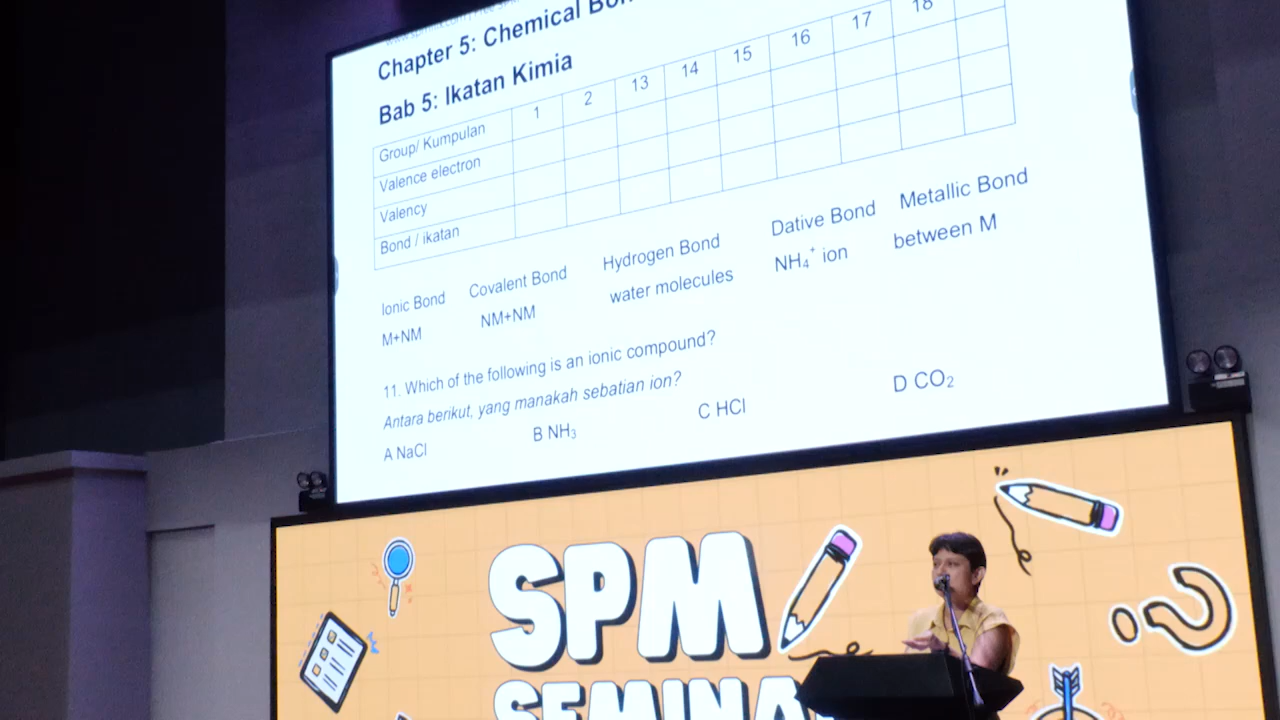 Chapter 5: Chemical
Bab 5: Ikatan Kimia
Group/ Kumpulan 1 2 13 14 15 16 17 18
Valence electron
Valency
Bond / ikatan
Ionic Bond Covalent Bond Hydrogen Bond Dative Bond Metallic Bond
M+NM NM+NM water molecules NH₄⁺ ion between M
11. Which of the following is an ionic compound?
Antara berikut, yang manakah sebatian ion?
A NaCl B NH₃ C HCl D CO₂
SPM